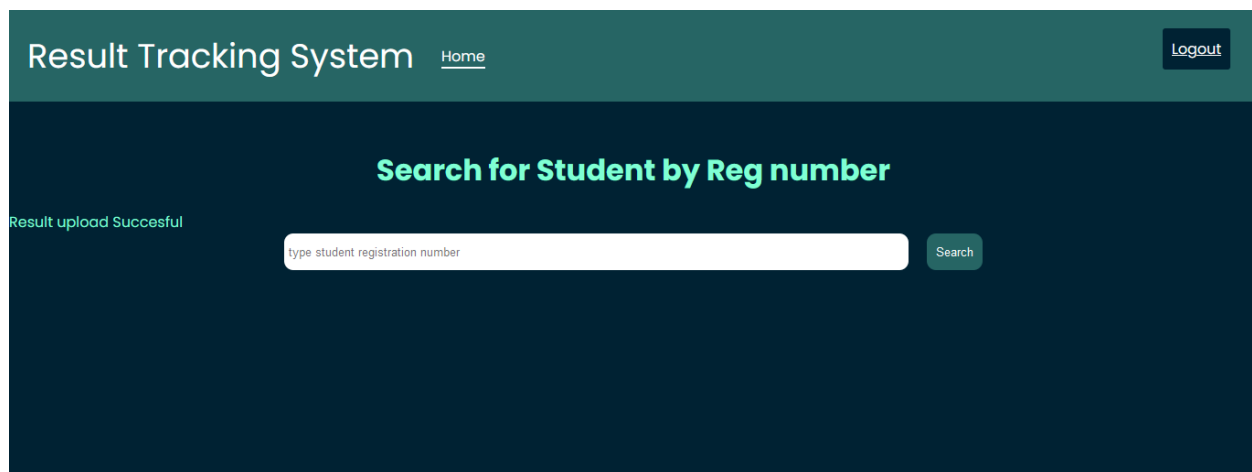 Result Tracking System Home Logout
Search for Student by Reg number
Result upload Succesful
type student registration number Search